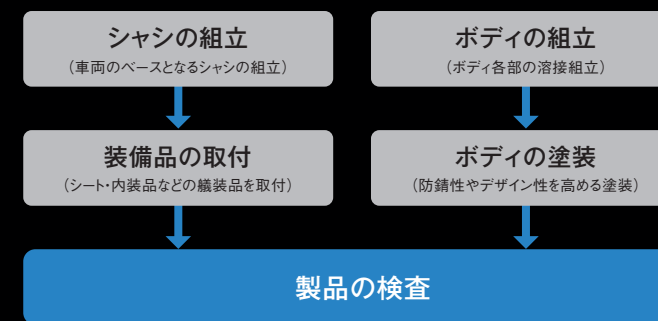 シャシの組立
(車両のベースとなるシャシの組立)
ボディの組立
(ボディ各部の溶接組立)
装備品の取付
(シート・内装品などの艤装品を取付)
ボディの塗装
(防錆性やデザイン性を高める塗装)
製品の検査